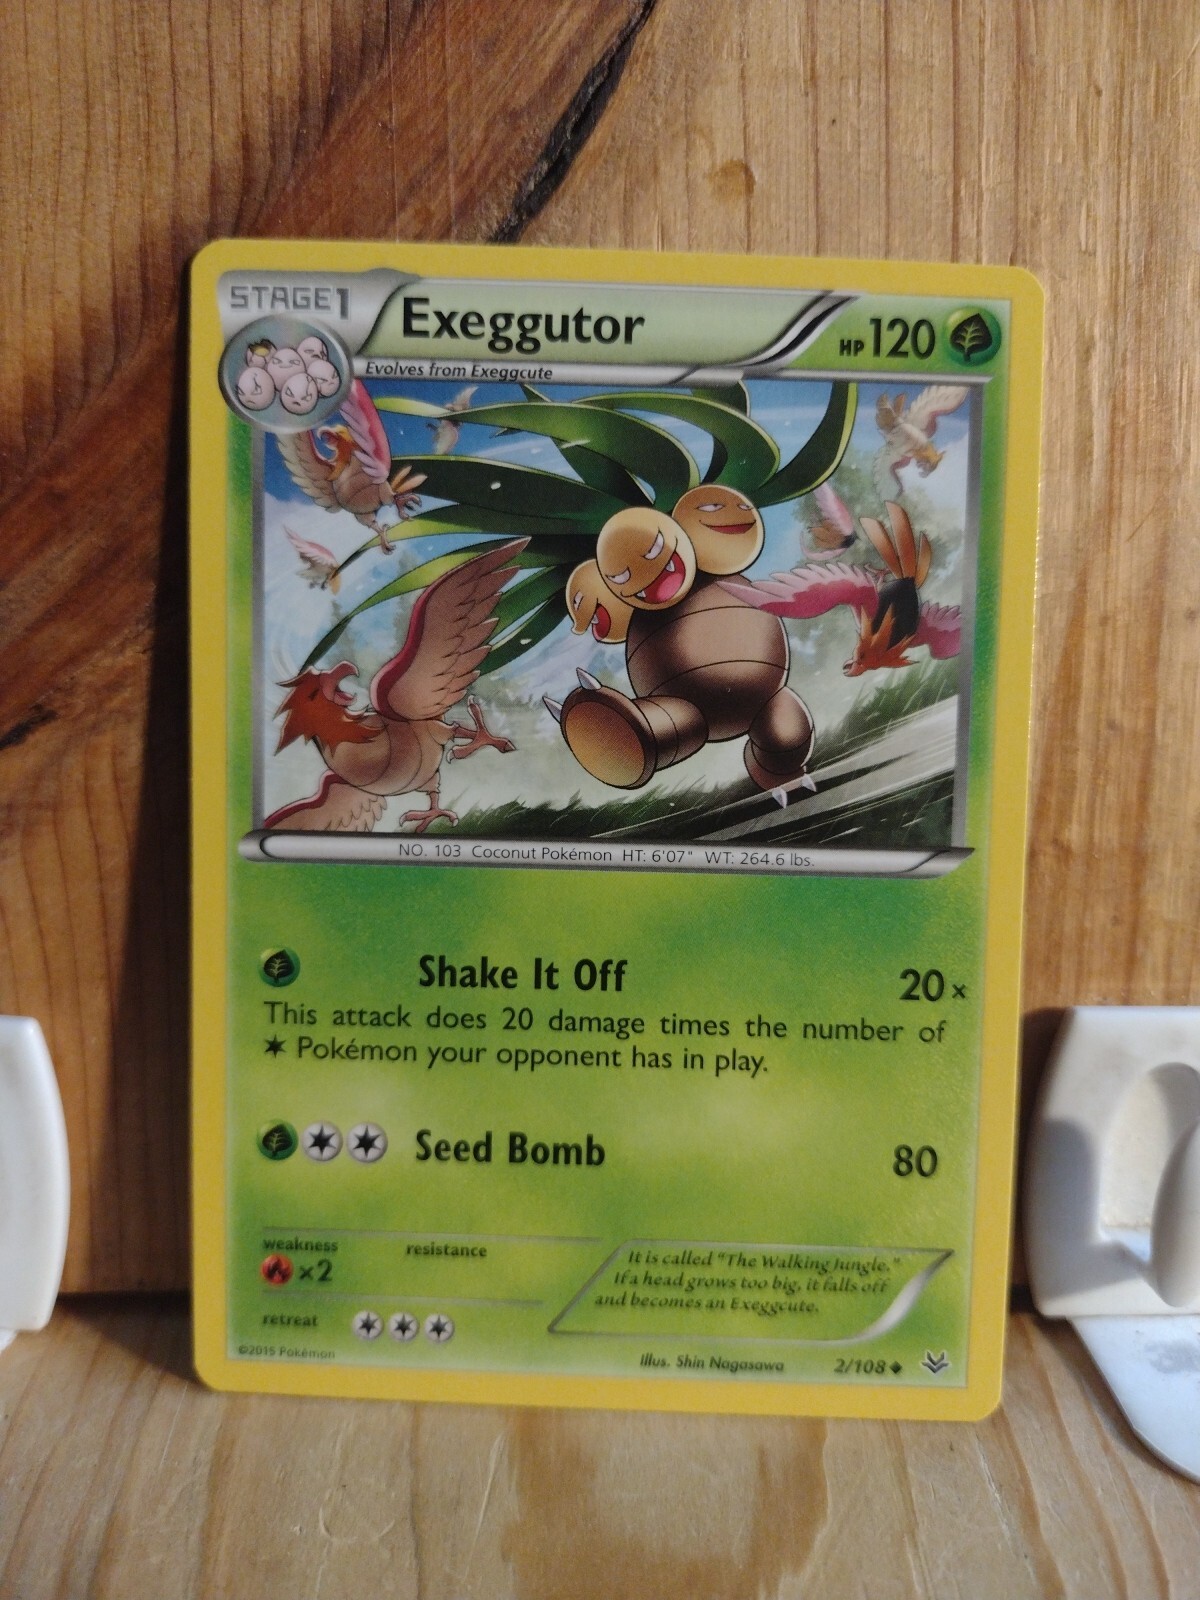 STAGE1
Exeggutor
HP 120
Evolves from Exeggcute
NO. 103 Coconut Pokémon HT: 6'07" WT: 264.6 lbs.
Shake It Off 20×
This attack does 20 damage times the number of
Pokémon your opponent has in play.
Seed Bomb 80
weakness resistance
×2
retreat
It is called "The Walking Jungle."
If a head grows too big, it falls off
and becomes an Exeggcute.
©2015 Pokémon
Illus. Shin Nagasawa 2/108